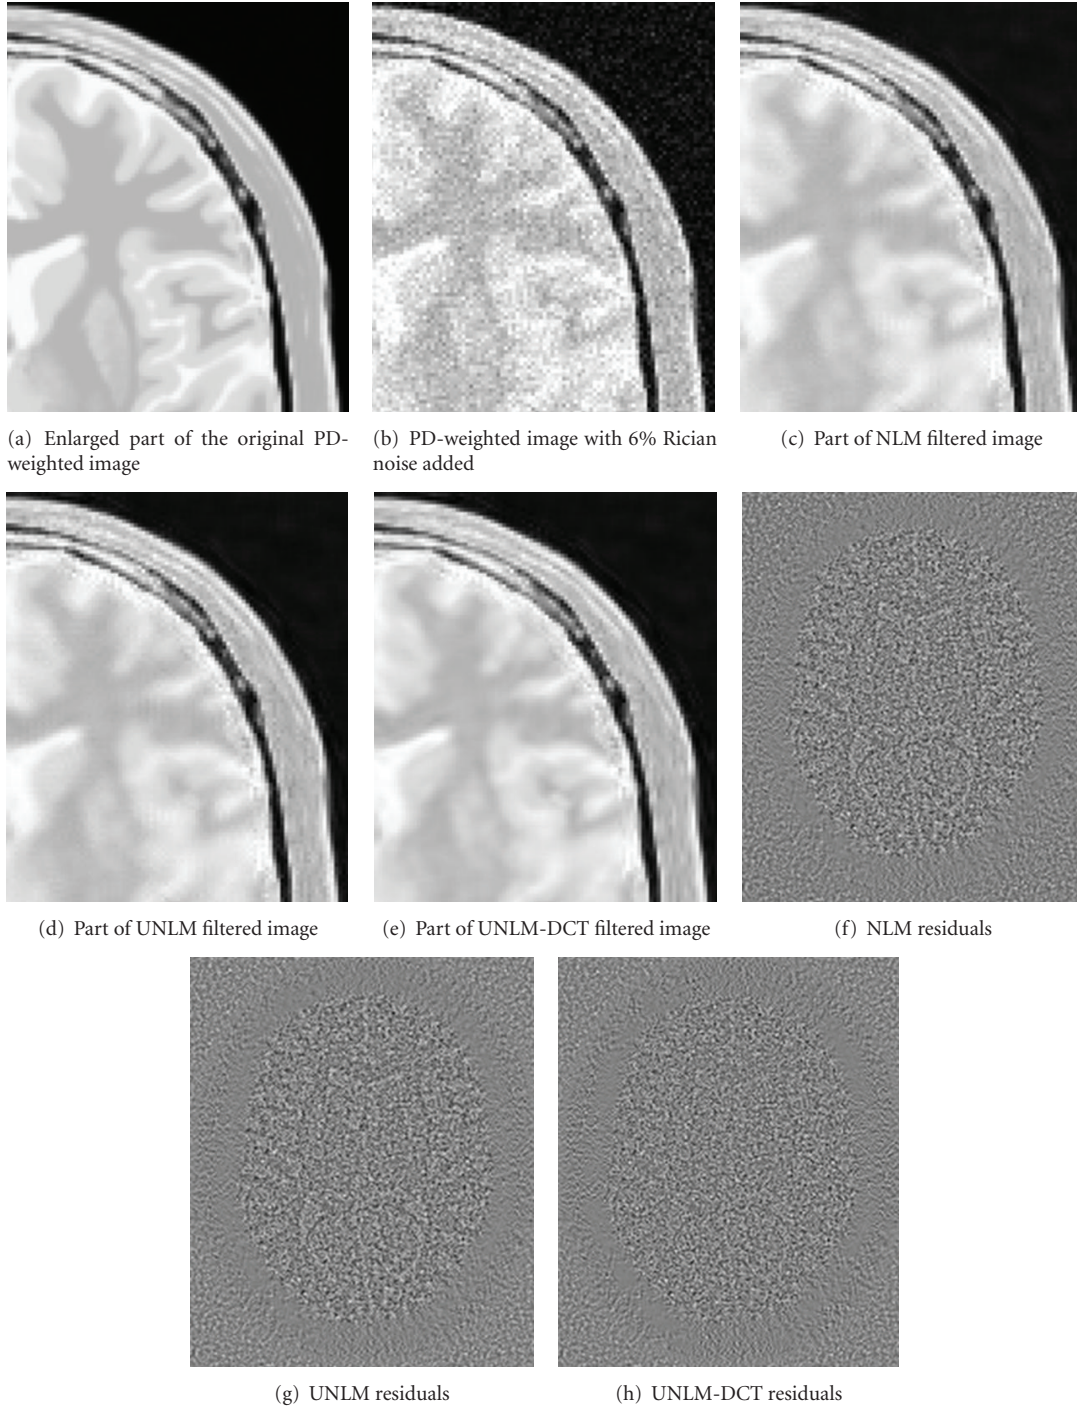 (a) Enlarged part of the original PD-
weighted image
(b) PD-weighted image with 6% Rician
noise added
(c) Part of NLM filtered image
(d) Part of UNLM filtered image
(e) Part of UNLM-DCT filtered image
(f) NLM residuals
(g) UNLM residuals
(h) UNLM-DCT residuals